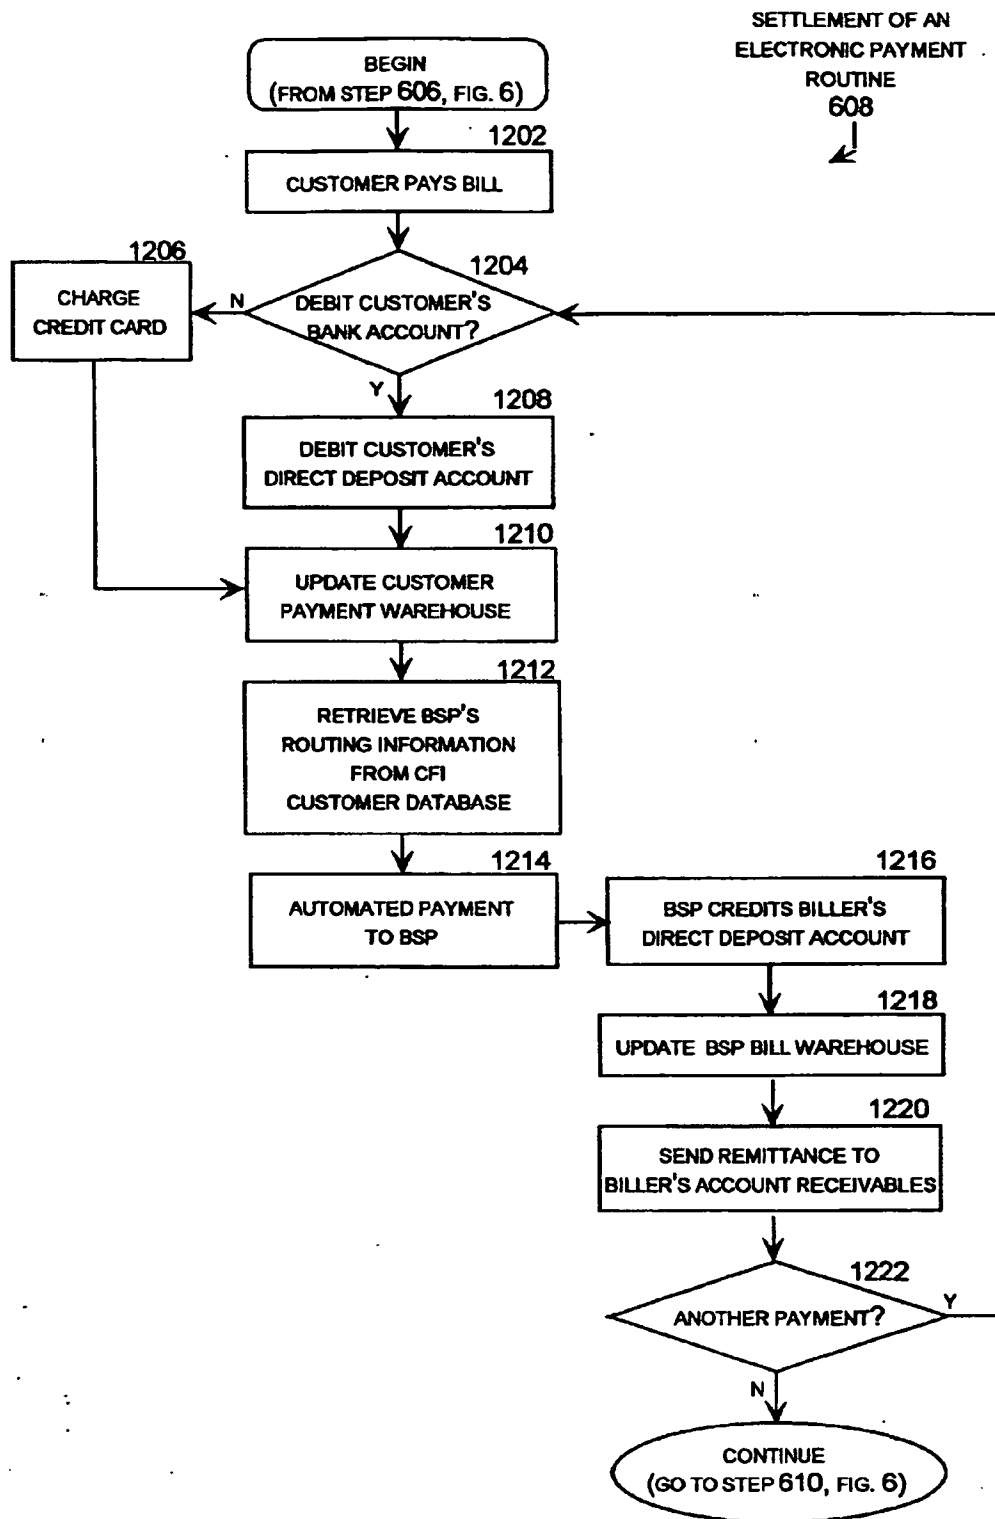 SETTLEMENT OF AN
ELECTRONIC PAYMENT
ROUTINE
608
BEGIN
(FROM STEP 606, FIG. 6)
1202
CUSTOMER PAYS BILL
1204
DEBIT CUSTOMER'S
BANK ACCOUNT?
N
1206
CHARGE
CREDIT CARD
Y
1208
DEBIT CUSTOMER'S
DIRECT DEPOSIT ACCOUNT
1210
UPDATE CUSTOMER
PAYMENT WAREHOUSE
1212
RETRIEVE BSP'S
ROUTING INFORMATION
FROM CFI
CUSTOMER DATABASE
1214
AUTOMATED PAYMENT
TO BSP
1216
BSP CREDITS BILLER'S
DIRECT DEPOSIT ACCOUNT
1218
UPDATE BSP BILL WAREHOUSE
1220
SEND REMITTANCE TO
BILLER'S ACCOUNT RECEIVABLES
1222
ANOTHER PAYMENT?
Y
N
CONTINUE
(GO TO STEP 610, FIG. 6)